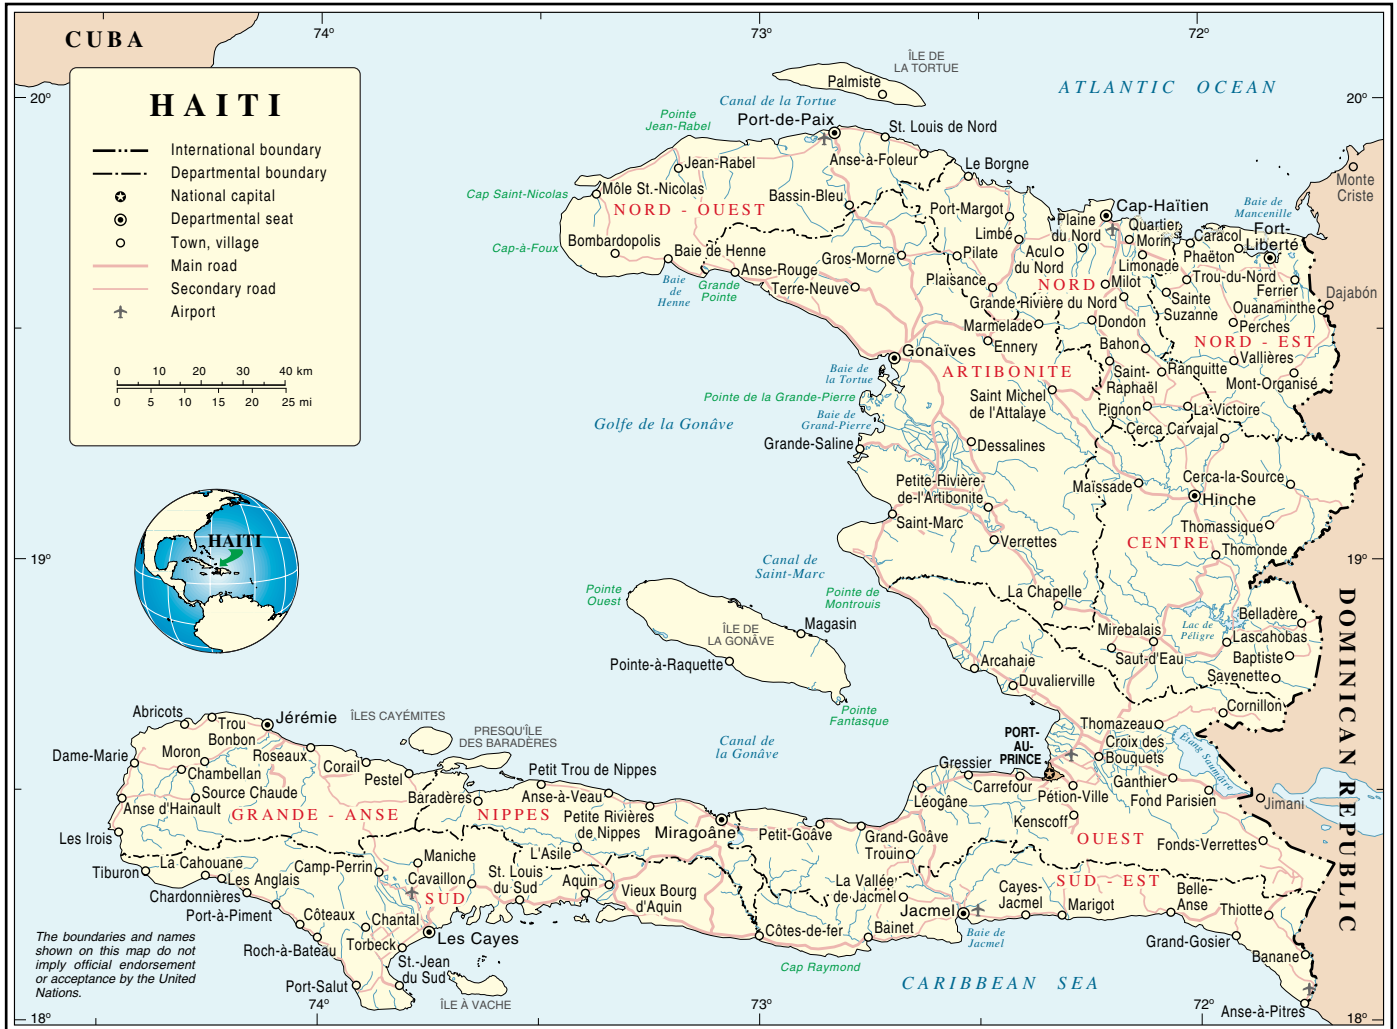 CUBA
74°
73°
72°
HAITI
International boundary
Departmental boundary
National capital
Departmental seat
Town, village
Main road
Secondary road
Airport
0 10 20 30 40 km
0 5 10 15 20 25 mi
20°
20°
ÎLE DE
LA TORTUE
Palmiste
ATLANTIC OCEAN
Canal de la Tortue
Pointe
Jean-Rabel
Port-de-Paix
St. Louis de Nord
Anse-à-Foleur
Le Borgne
Jean-Rabel
Monte
Criste
Cap Saint-Nicolas
Môle St.-Nicolas
NORD - OUEST
Bassin-Bleu
Port-Margot
Cap-Haïtien
Baie de
Mancenille
Fort-
Liberté
Plaine
du Nord
Quartier
Morin
Caracol
Limbé
Cap-à-Foux
Bombardopolis
Baie de Henne
Gros-Morne
Pilate
Acul
du Nord
Limonade
Phaëton
Anse-Rouge
Baie
de
Henne
Grande
Pointe
Terre-Neuve
Plaisance
NORD
Milot
Trou-du-Nord
Ferrier
Dajabón
Grande-Rivière du Nord
Sainte
Suzanne
Ouanaminthe
Marmelade
Dondon
Perches
Ennery
Bahon
NORD - EST
Gonaïves
Vallières
ARTIBONITE
Baie de
la Tortue
Saint-
Raphaël
Ranquitte
Mont-Organisé
Pointe de la Grande-Pierre
Saint Michel
de l'Attalaye
Pignon
La Victoire
Golfe de la Gonâve
Baie de
Grand-Pierre
Cerca Carvajal
Grande-Saline
Dessalines
Petite-Rivière-
de-l'Artibonite
Maïssade
Cerca-la-Source
Hinche
Saint-Marc
Thomassique
Verrettes
CENTRE
Thomonde
HAITI
19°
19°
Canal de
Saint-Marc
Pointe
Ouest
Pointe de
Montrouis
La Chapelle
DOMINICAN REPUBLIC
Belladère
Magasin
ÎLE DE
LA GONÂVE
Lac de
Péligre
Mirebalais
Lascahobas
Pointe-à-Raquette
Arcahaie
Saut-d'Eau
Baptiste
Duvalierville
Savenette
Pointe
Fantasque
Cornillon
Abricots
Trou
Bonbon
Jérémie
ÎLES CAYÉMITES
PRESQU'ÎLE
DES BARADÈRES
Canal de
la Gonâve
PORT-
AU-
PRINCE
Thomazeau
Croix des
Bouquets
Étang Saumâtre
Dame-Marie
Moron
Roseaux
Corail
Chambellan
Pestel
Petit Trou de Nippes
Gressier
Ganthier
Source Chaude
Baradères
Anse-à-Veau
Léogâne
Carrefour
Pétion-Ville
Fond Parisien
Jimani
Anse d'Hainault
GRANDE - ANSE
NIPPES
Petite Rivières
de Nippes
Miragoâne
Petit-Goâve
Grand-Goâve
Kenscoff
OUEST
Les Irois
Fonds-Verrettes
L'Asile
Trouin
La Cahouane
Camp-Perrin
Maniche
Tiburon
Les Anglais
Cavaillon
St. Louis
du Sud
Aquin
Vieux Bourg
d'Aquin
La Vallée
de Jacmel
Cayes-
Jacmel
SUD - EST
Belle-
Anse
Chardonnières
Port-à-Piment
SUD
Jacmel
Marigot
Thiotte
Côteaux
Chantal
Les Cayes
Côtes-de-fer
Bainet
Baie de
Jacmel
Grand-Gosier
Roch-à-Bateau
Torbeck
Banane
Cap Raymond
St.-Jean
du Sud
Port-Salut
ÎLE À VACHE
CARIBBEAN SEA
Anse-à-Pitres
The boundaries and names
shown on this map do not
imply official endorsement
or acceptance by the United
Nations.
18°
74°
73°
72°
18°